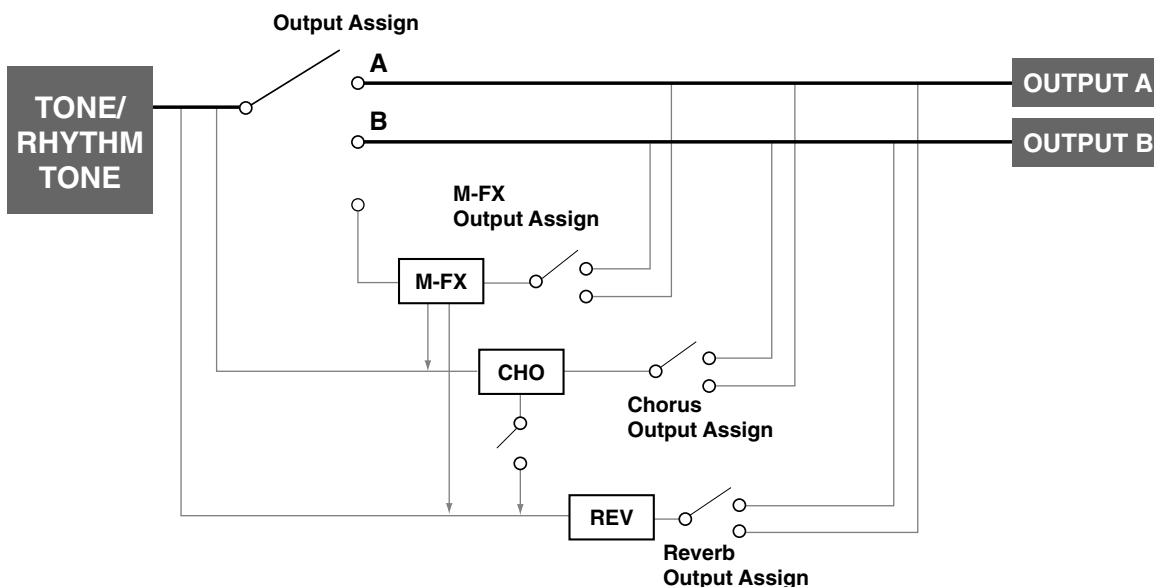 Output Assign
A
TONE/
RHYTHM
TONE
OUTPUT A
B
OUTPUT B
M-FX
Output Assign
M-FX
CHO
Chorus
Output Assign
REV
Reverb
Output Assign